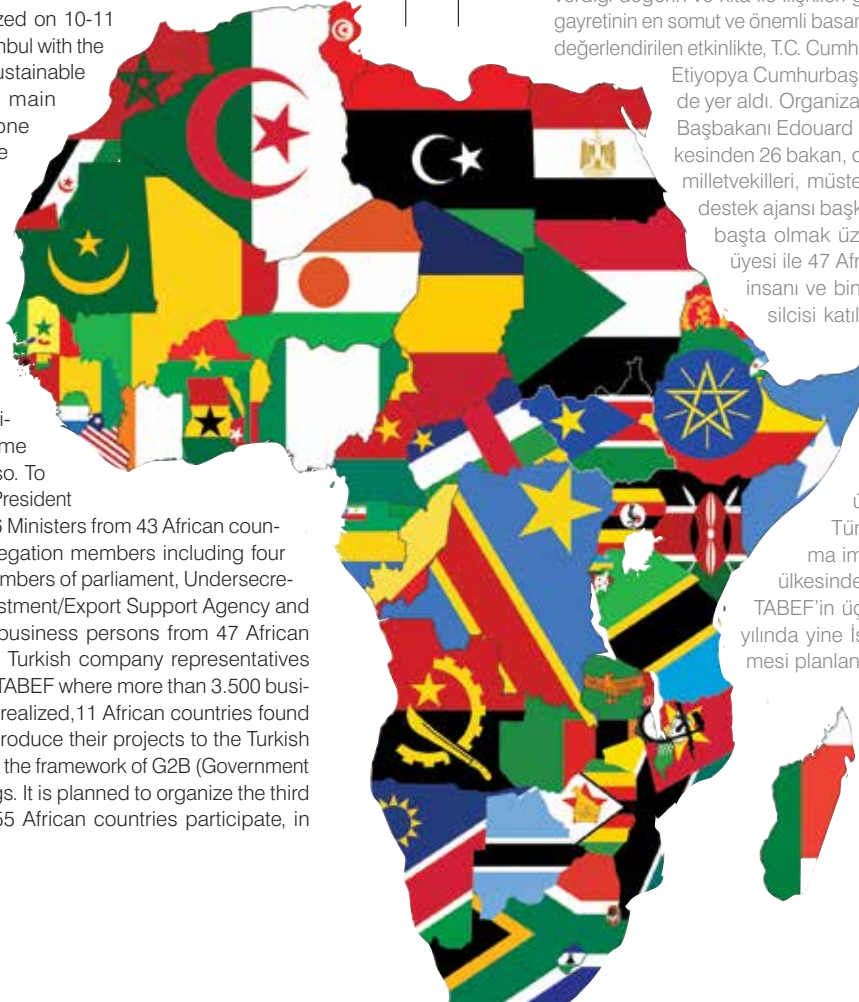 zed on 10-11
nbul with the
ustainable
main
one
e
i-
me
so. To
President
6 Ministers from 43 African coun-
egation members including four
mbers of parliament, Undersecre-
stment/Export Support Agency and
business persons from 47 African
Turkish company representatives
TABEF where more than 3.500 busi-
realized,11 African countries found
roduce their projects to the Turkish
the framework of G2B (Government
gs. It is planned to organize the third
55 African countries participate, in
verdiği değerin ve kıta ile ilişkileri g
gayretinin en somut ve önemli basar
değerlendirilen etkinlikte, T.C. Cumh
Etiyopya Cumhurbaş
de yer aldı. Organiza
Başbakanı Edouard
kesinden 26 bakan, c
milletvekilleri, müste
destek ajansı başk
başta olmak üz
üyesi ile 47 Afri
insanı ve bin
silcisi katıl
ü
Tür
ma im
ülkesinde
TABEF'in üç
yılında yine İs
mesi planlan